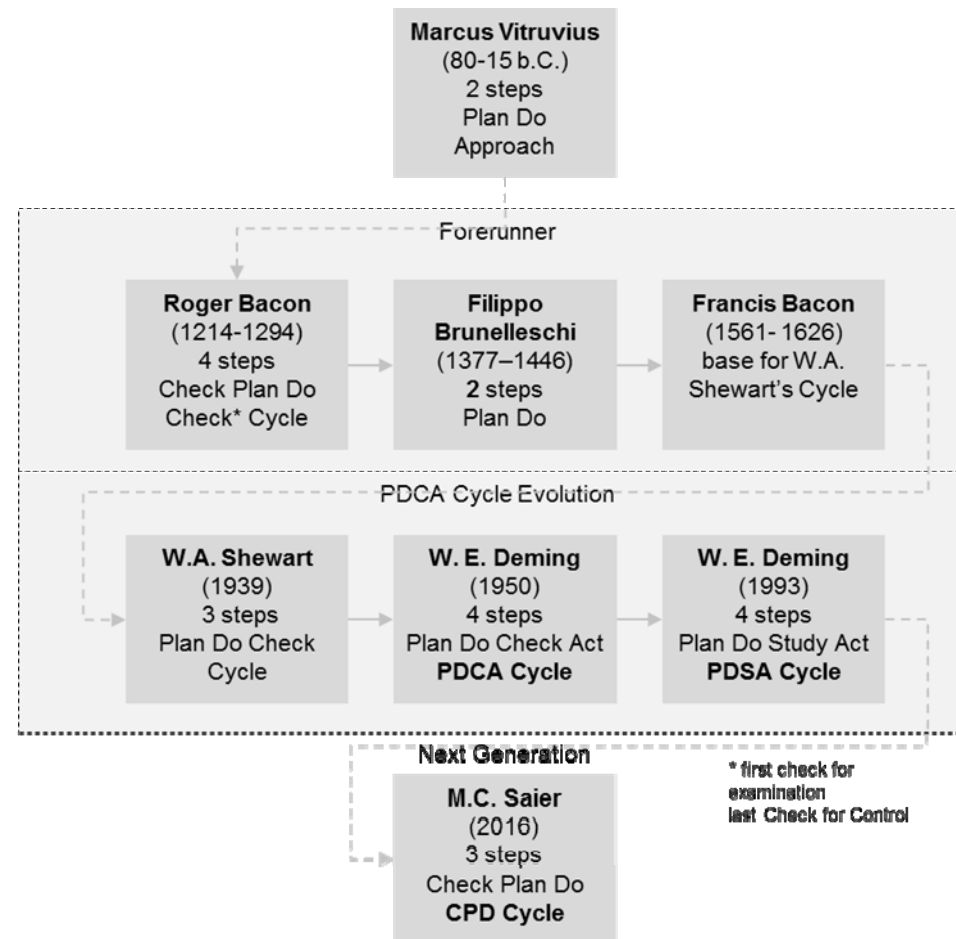 Marcus Vitruvius
(80-15 b.C.)
2 steps
Plan Do
Approach
Forerunner
Roger Bacon
(1214-1294)
4 steps
Check Plan Do
Check* Cycle
Filippo
Brunelleschi
(1377–1446)
2 steps
Plan Do
Francis Bacon
(1561- 1626)
base for W.A.
Shewart's Cycle
PDCA Cycle Evolution
W.A. Shewart
(1939)
3 steps
Plan Do Check
Cycle
W. E. Deming
(1950)
4 steps
Plan Do Check Act
PDCA Cycle
W. E. Deming
(1993)
4 steps
Plan Do Study Act
PDSA Cycle
Next Generation
M.C. Saier
(2016)
3 steps
Check Plan Do
CPD Cycle
* first check for
examination
last Check for Control